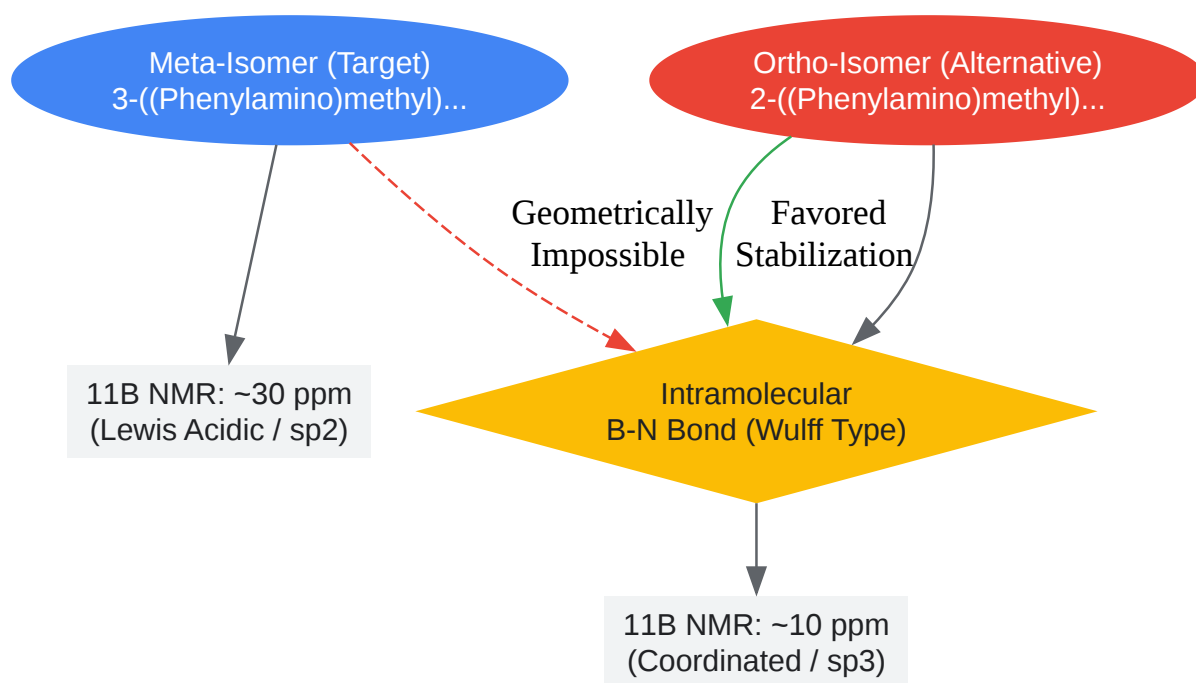 Meta-Isomer (Target)
3-((Phenylamino)methyl)...
Ortho-Isomer (Alternative)
2-((Phenylamino)methyl)...
Geometrically
Impossible
Favored
Stabilization
11B NMR: ~30 ppm
(Lewis Acidic / sp2)
Intramolecular
B-N Bond (Wulff Type)
11B NMR: ~10 ppm
(Coordinated / sp3)